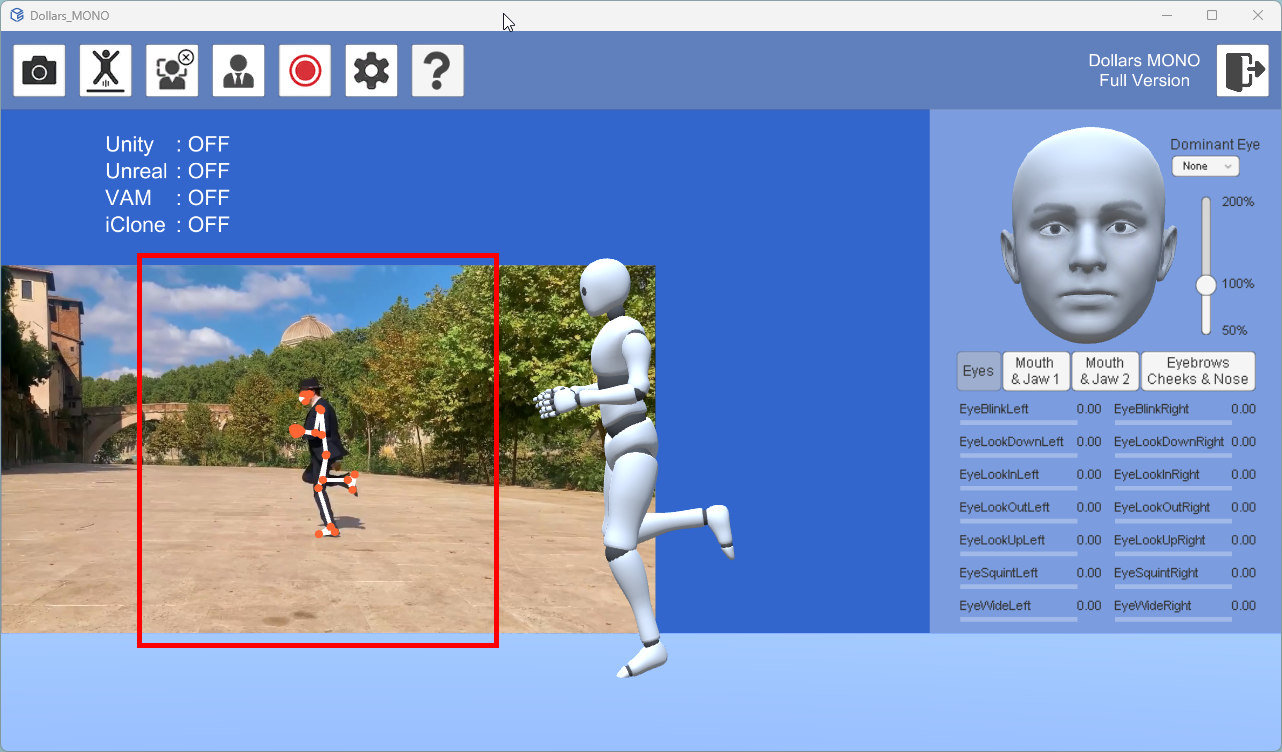 Dollars_MONO
Dollars MONO
Full Version
Unity : OFF
Unreal : OFF
VAM : OFF
iClone : OFF
Dominant Eye
None
200%
100%
50%
Eyes
Mouth
& Jaw 1
Mouth
& Jaw 2
Eyebrows
Cheeks & Nose
EyeBlinkLeft 0.00 EyeBlinkRight 0.00
EyeLookDownLeft 0.00 EyeLookDownRight 0.00
EyeLookInLeft 0.00 EyeLookInRight 0.00
EyeLookOutLeft 0.00 EyeLookOutRight 0.00
EyeLookUpLeft 0.00 EyeLookUpRight 0.00
EyeSquintLeft 0.00 EyeSquintRight 0.00
EyeWideLeft 0.00 EyeWideRight 0.00